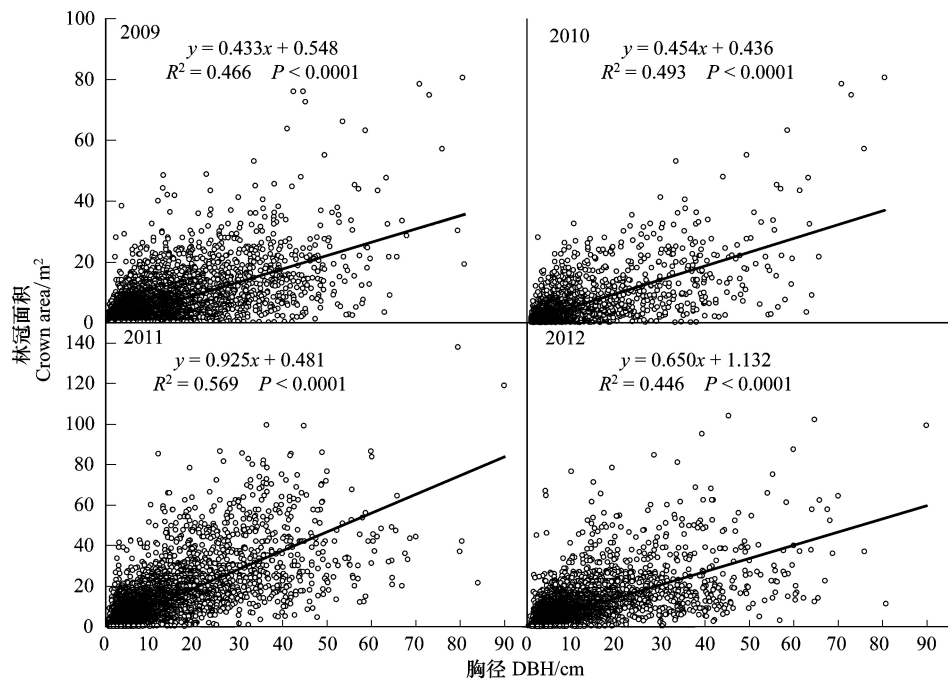 100
80
60
40
20
0
2009
y = 0.433x + 0.548
R² = 0.466 P < 0.0001
2010
y = 0.454x + 0.436
R² = 0.493 P < 0.0001
林冠面积
Crown area/m²
140
120
100
80
60
40
20
0
2011
y = 0.925x + 0.481
R² = 0.569 P < 0.0001
2012
y = 0.650x + 1.132
R² = 0.446 P < 0.0001
0 10 20 30 40 50 60 70 80 90 0 10 20 30 40 50 60 70 80 90
胸径 DBH/cm